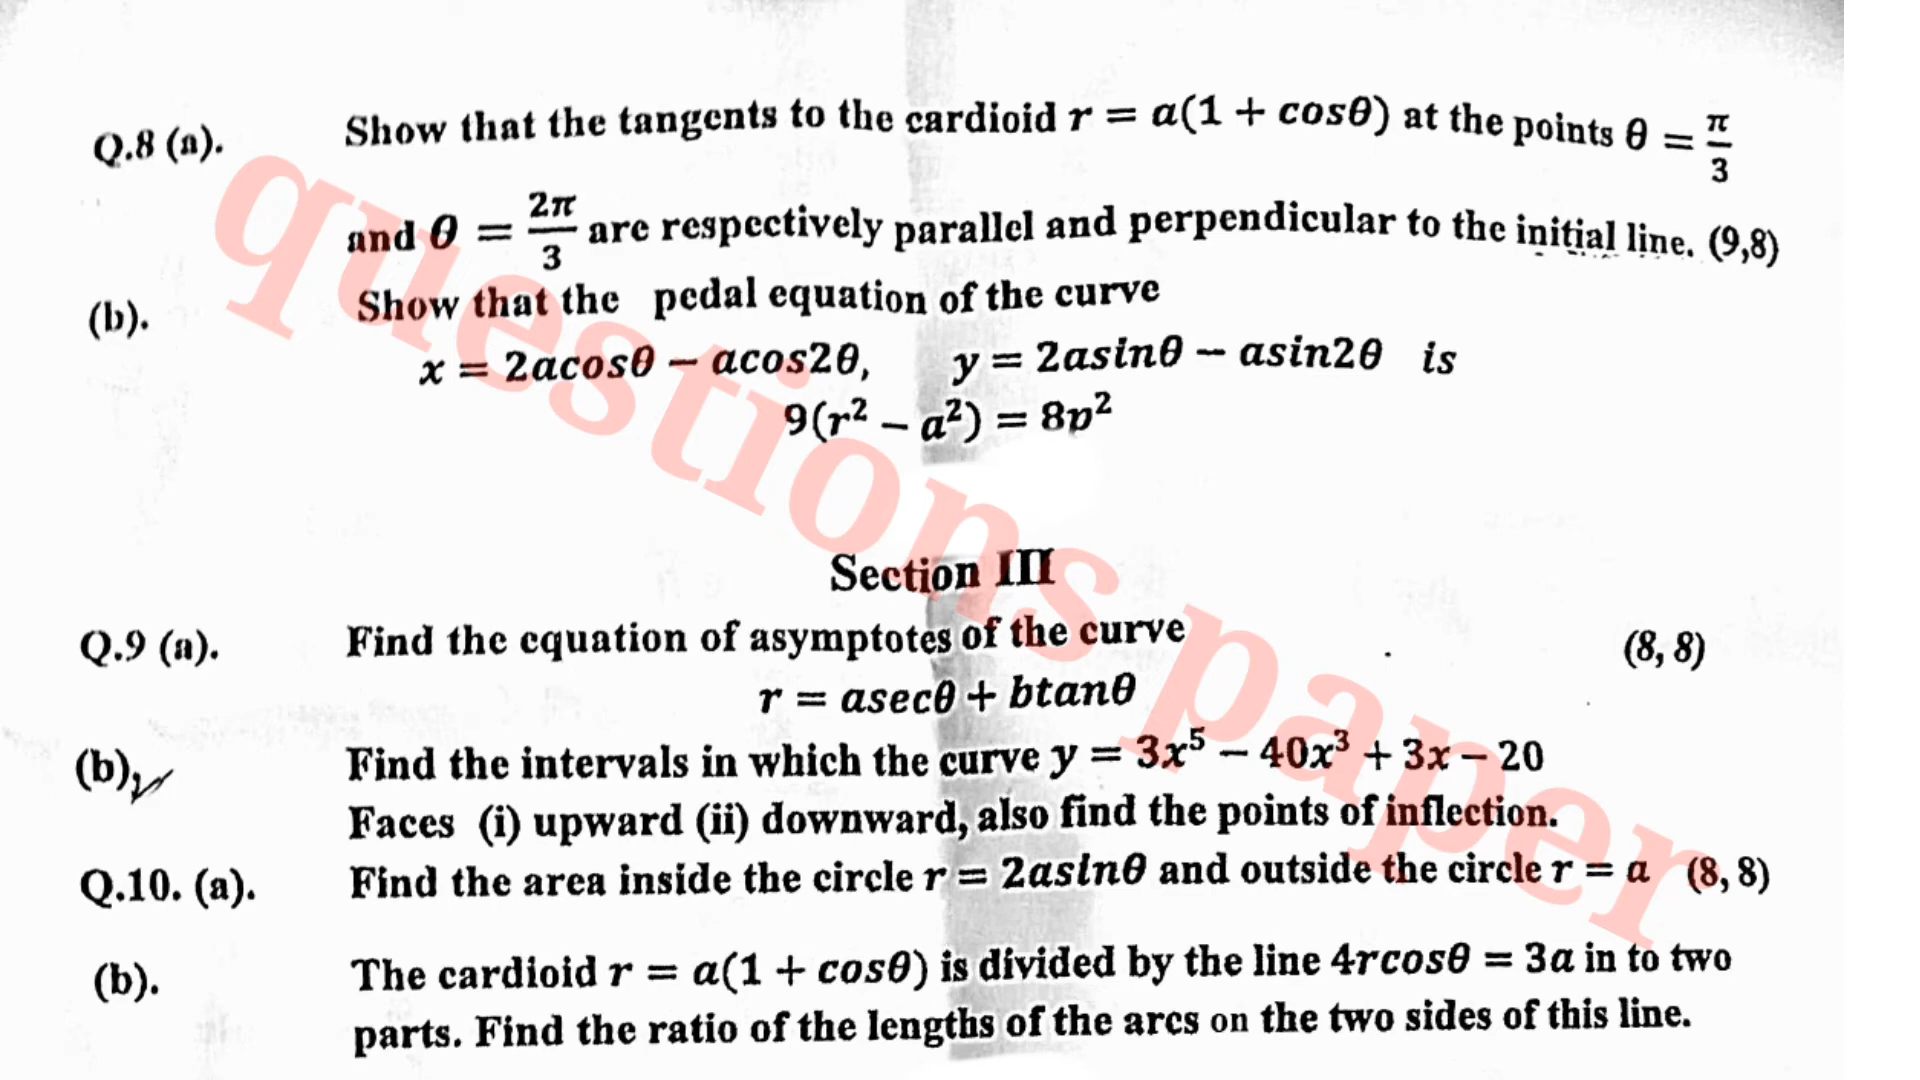 Q.8 (a). Show that the tangents to the cardioid r = a(1 + cosθ) at the points θ = π/3
and θ = 2π/3 are respectively parallel and perpendicular to the initial line. (9,8)
(b). Show that the pedal equation of the curve
x = 2acosθ − acos2θ, y = 2asinθ − asin2θ is
9(r² − a²) = 8p²
Section III
Q.9 (a). Find the equation of asymptotes of the curve (8, 8)
r = asecθ + btanθ
(b). Find the intervals in which the curve y = 3x⁵ − 40x³ + 3x − 20
Faces (i) upward (ii) downward, also find the points of inflection.
Q.10. (a). Find the area inside the circle r = 2asinθ and outside the circle r = a (8, 8)
(b). The cardioid r = a(1 + cosθ) is divided by the line 4rcosθ = 3a in to two
parts. Find the ratio of the lengths of the arcs on the two sides of this line.
questions paper